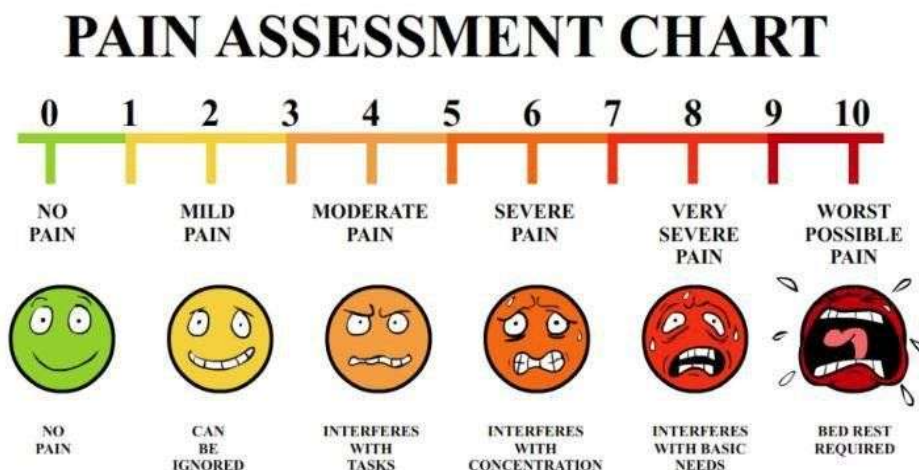 PAIN ASSESSMENT CHART
0 1 2 3 4 5 6 7 8 9 10
NO
PAIN
MILD
PAIN
MODERATE
PAIN
SEVERE
PAIN
VERY
SEVERE
PAIN
WORST
POSSIBLE
PAIN
NO
PAIN
CAN
BE
IGNORED
INTERFERES
WITH
TASKS
INTERFERES
WITH
CONCENTRATION
INTERFERES
WITH BASIC
NEEDS
BED REST
REQUIRED